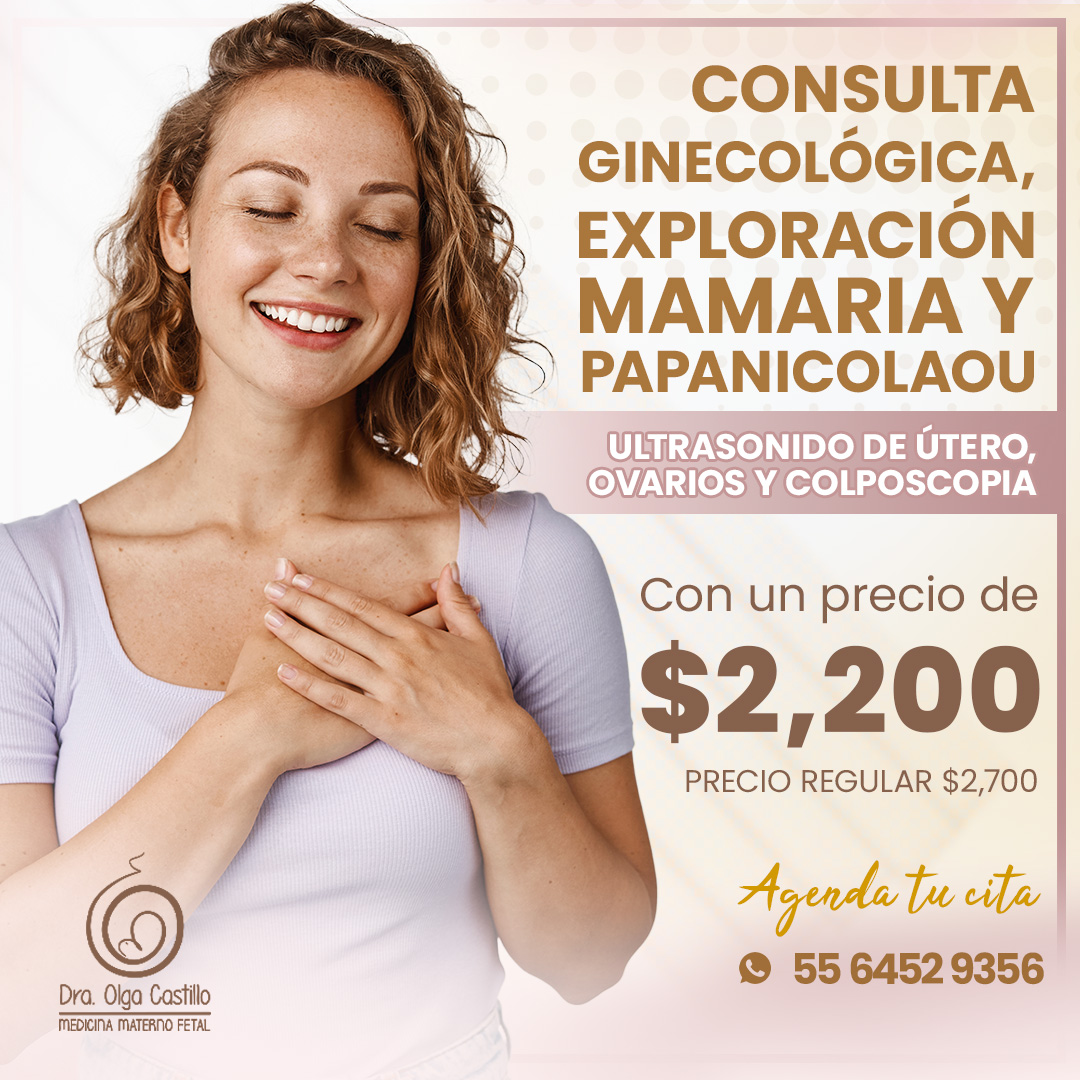 CONSULTA
GINECOLÓGICA,
EXPLORACIÓN
MAMARIA Y
PAPANICOLAOU
ULTRASONIDO DE ÚTERO,
OVARIOS Y COLPOSCOPIA
Con un precio de
$2,200
PRECIO REGULAR $2,700
Agenda tu cita
55 6452 9356
Dra. Olga Castillo
MEDICINA MATERNO FETAL